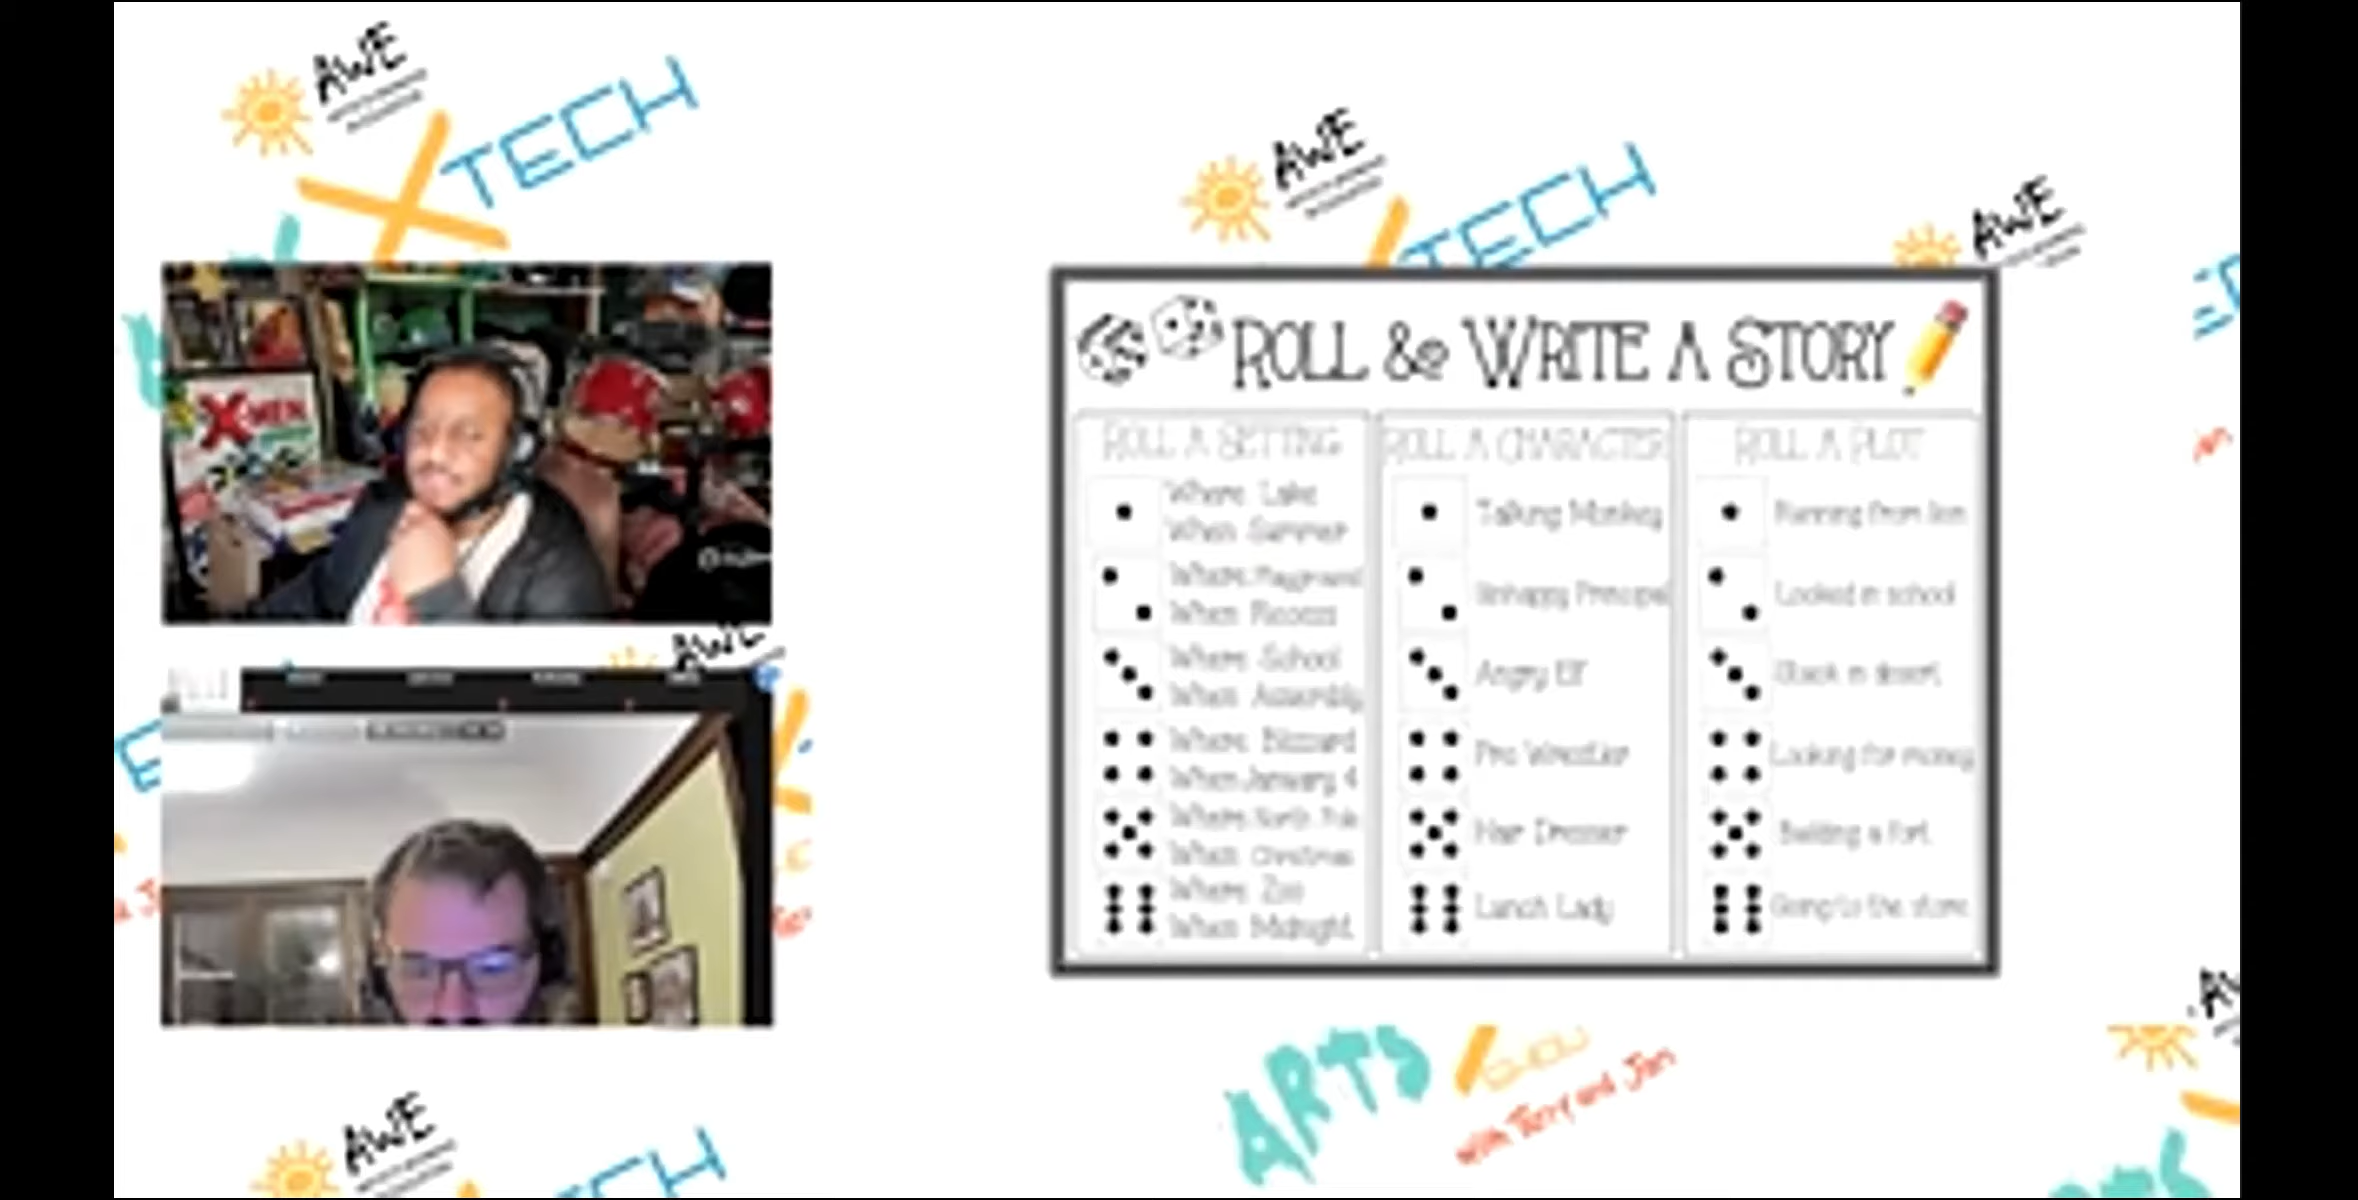 AWE
X TECH
AWE
TECH
AWE
X-MEN
AWE
ROLL & WRITE A STORY
ROLL A SETTING
Where: Lake
When: Summer
Where: Playground
When: Recess
Where: School
When: Assembly
Where: Blizzard
When: January 4
Where: North Pole
When: Christmas
Where: Zoo
When: Midnight
ROLL A CHARACTER
Talking Monkey
Unhappy Principal
Angry Elf
Pro Wrestler
Hair Dresser
Lunch Lady
ROLL A PLOT
Running from lion
Locked in school
Stuck in desert
Looking for money
Building a fort
Going to the store
ARTS
SHOW
with Terry and Jon
AWE
TECH